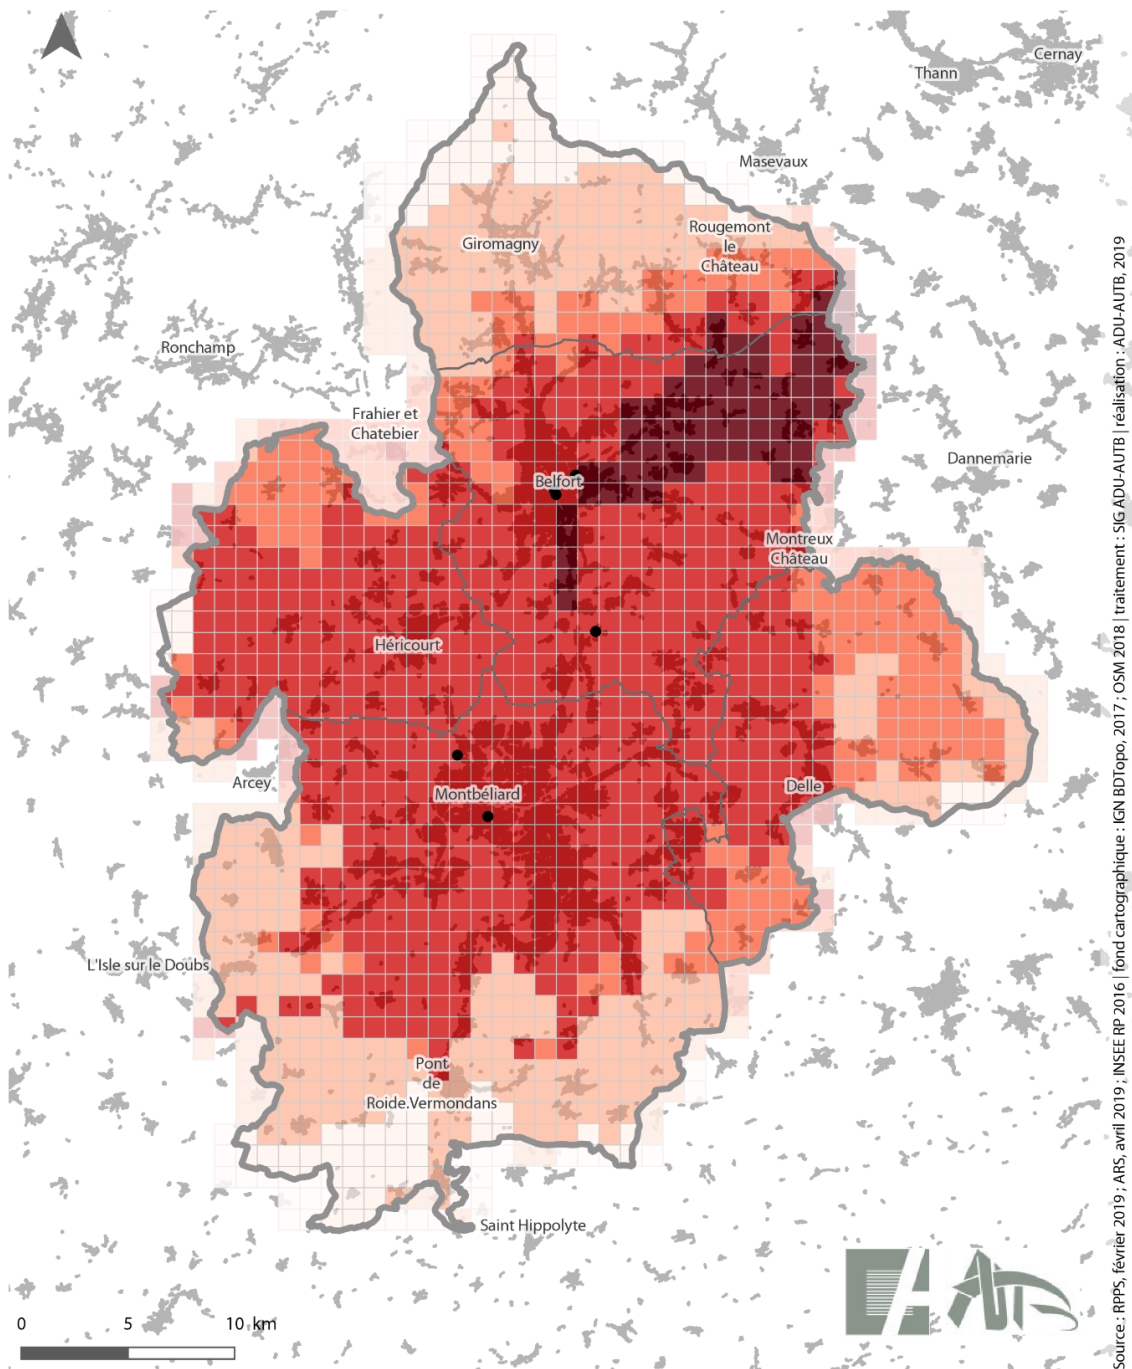 Cernay
Thann
Masevaux
Rougemont
le
Château
Giromagny
Ronchamp
Frahier et
Chatebier
Dannemarie
Belfort
Montreux
Château
Héricourt
Arcey
Delle
Montbéliard
L'Isle sur le Doubs
Pont
de
Roide.Vermondans
Saint Hippolyte
0 5 10 km
Source : RPPS, février 2019 ; ARS, avril 2019 ; INSEE RP 2016 | fond cartographique : IGN BDTopo, 2017 ; OSM 2018 | traitement : SIG ADU-AUTB | réalisation : ADU-AUTB, 2019